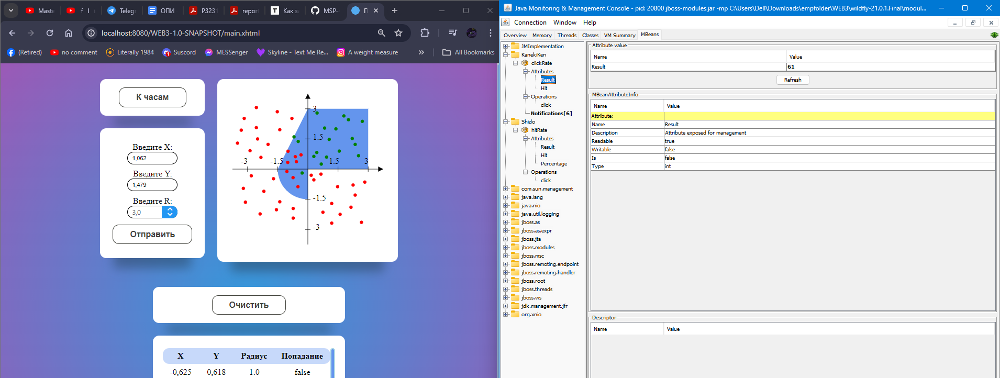 Maste
f l i
Telegr
ОПИ
P3231
report
Как за
MSP-
П
localhost:8080/WEB3-1.0-SNAPSHOT/main.xhtml
(Retired)
no comment
Literally 1984
Suscord
MESSenger
Skyline - Text Me Re...
A weight measure
»
All Bookmarks
К часам
Введите X:
1,062
Введите Y:
1,479
Введите R:
3,0
Отправить
3
1.5
-3
-1.5
1.5
3
-1.5
-3
Очистить
X Y Радиус Попадание
-0,625 0,618 1.0 false
Java Monitoring & Management Console - pid: 20800 jboss-modules.jar -mp C:\Users\Dell\Downloads\empfolder\WEB3\wildfly-21.0.1.Final\modul...
Connection Window Help
Overview Memory Threads Classes VM Summary MBeans
JMImplementation
KanekiKen
clickRate
Attributes
Result
Hit
Operations
click
Notifications[6]
Shizlo
hitRate
Attributes
Result
Hit
Percentage
Operations
click
com.sun.management
java.lang
java.nio
java.util.logging
jboss.as
jboss.as.expr
jboss.jta
jboss.modules
jboss.msc
jboss.remoting.endpoint
jboss.remoting.handler
jboss.root
jboss.threads
jboss.ws
jdk.management.jfr
org.xnio
Attribute value
Name Value
Result 61
Refresh
MBeanAttributeInfo
Name Value
Attribute:
Name Result
Description Attribute exposed for management
Readable true
Writable false
Is false
Type int
Descriptor
Name Value